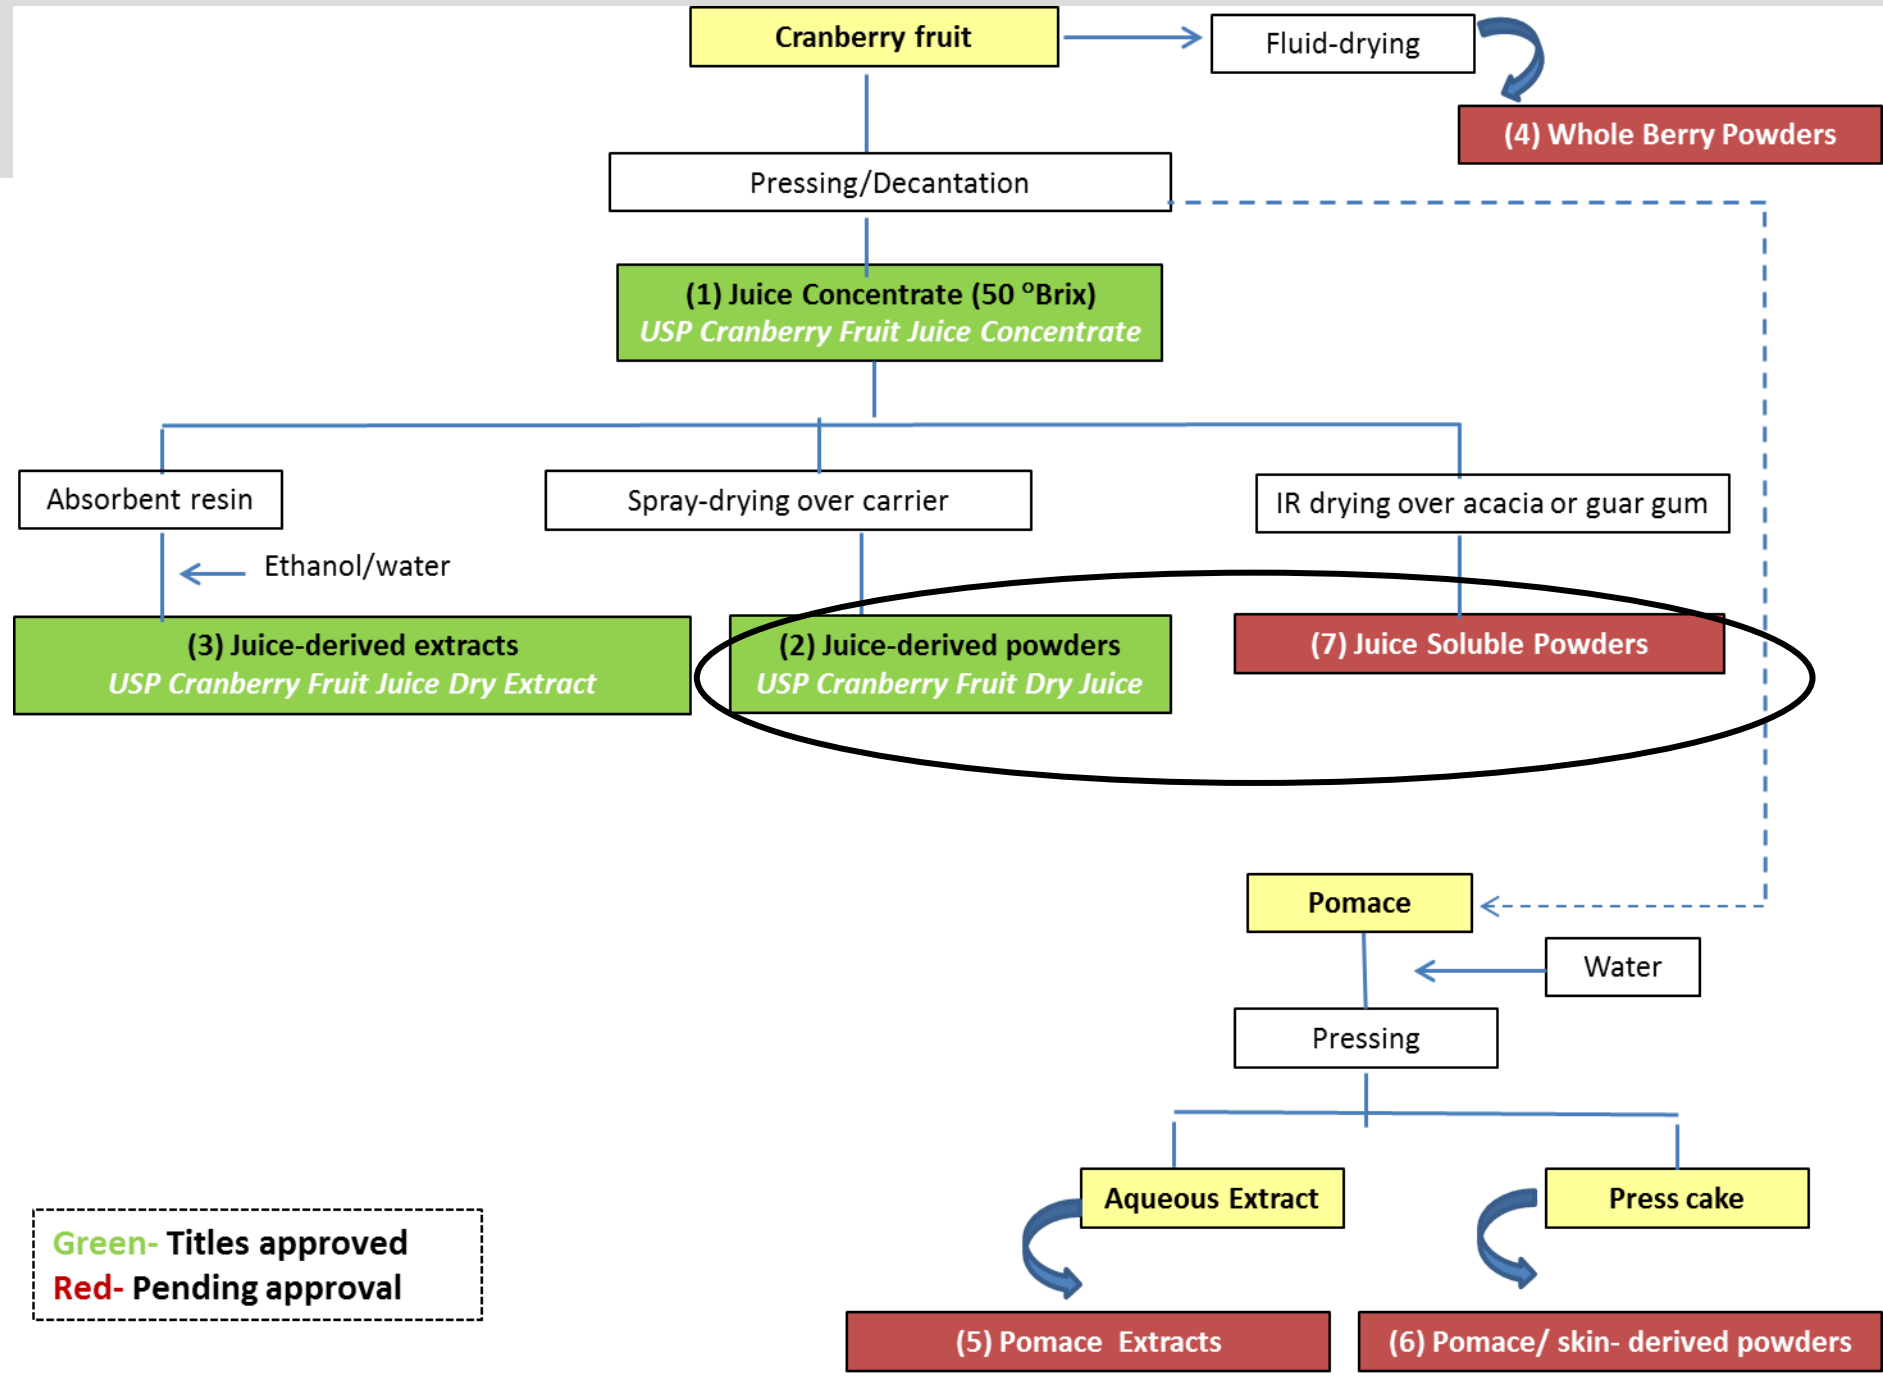 Cranberry fruit
Fluid-drying
(4) Whole Berry Powders
Pressing/Decantation
(1) Juice Concentrate (50 °Brix)
USP Cranberry Fruit Juice Concentrate
Absorbent resin
Spray-drying over carrier
IR drying over acacia or guar gum
Ethanol/water
(3) Juice-derived extracts
USP Cranberry Fruit Juice Dry Extract
(2) Juice-derived powders
USP Cranberry Fruit Dry Juice
(7) Juice Soluble Powders
Pomace
Water
Pressing
Aqueous Extract
Press cake
Green- Titles approved
Red- Pending approval
(5) Pomace Extracts
(6) Pomace/ skin- derived powders